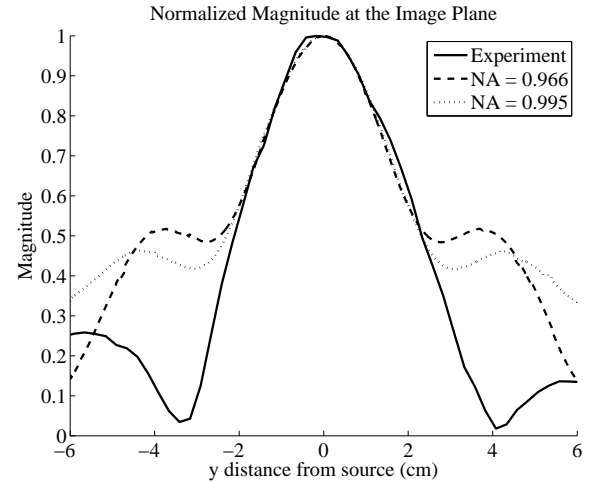 Normalized Magnitude at the Image Plane
Magnitude
1
0.9
0.8
0.7
0.6
0.5
0.4
0.3
0.2
0.1
0
Experiment
NA = 0.966
NA = 0.995
−6 −4 −2 0 2 4 6
y distance from source (cm)